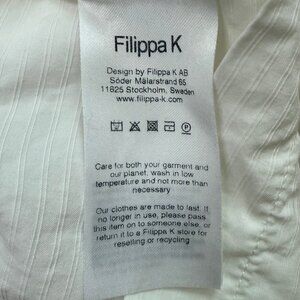 Filippa K
Design by Filippa K AB
Söder Mälarstrand 65
11825 Stockholm, Sweden
www.filippa-k.com
Care for both your garment and
our planet, wash in low
temperature and not more than
necessary
Our clothes are made to last. If
no longer in use, please pass
this item on to someone else, or
return it to a Filippa K store for
reselling or recycling